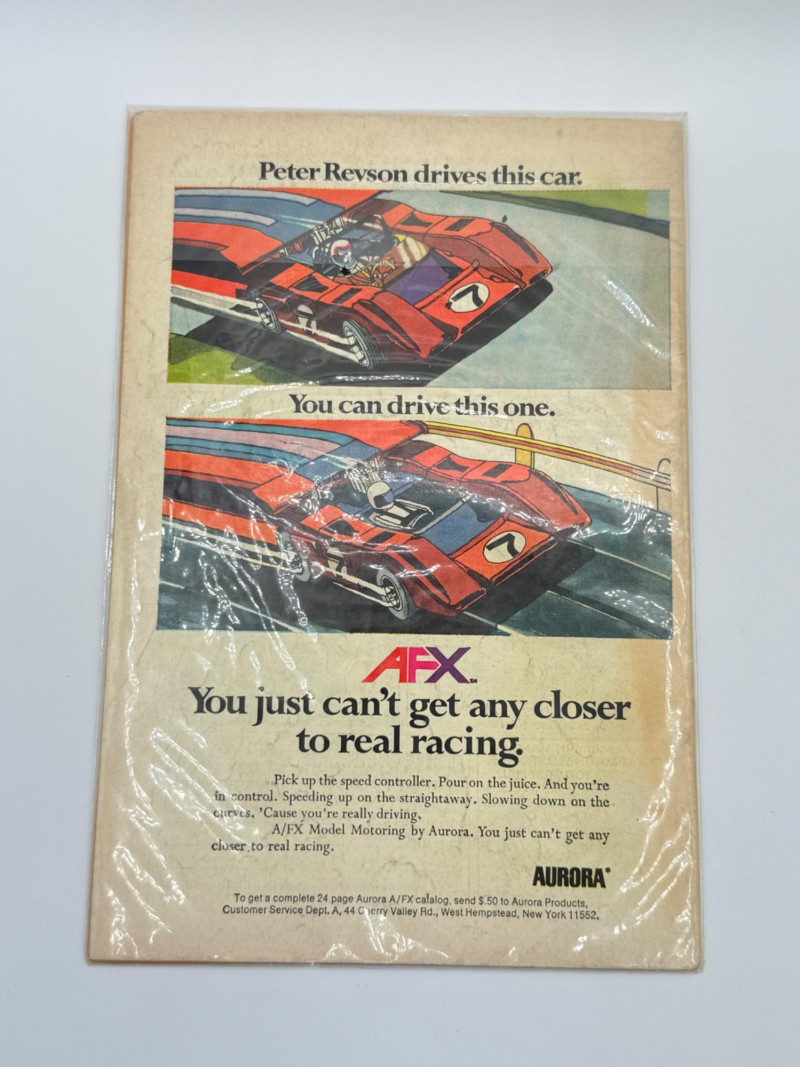 Peter Revson drives this car.
7
7
You can drive this one.
7
7
AFX™
You just can't get any closer
to real racing.
Pick up the speed controller. Pour on the juice. And you're
in control. Speeding up on the straightaway. Slowing down on the
curves. 'Cause you're really driving.
A/FX Model Motoring by Aurora. You just can't get any
closer to real racing.
AURORA®
To get a complete 24 page Aurora A/FX catalog, send $.50 to Aurora Products,
Customer Service Dept. A, 44 Cherry Valley Rd., West Hempstead, New York 11552.